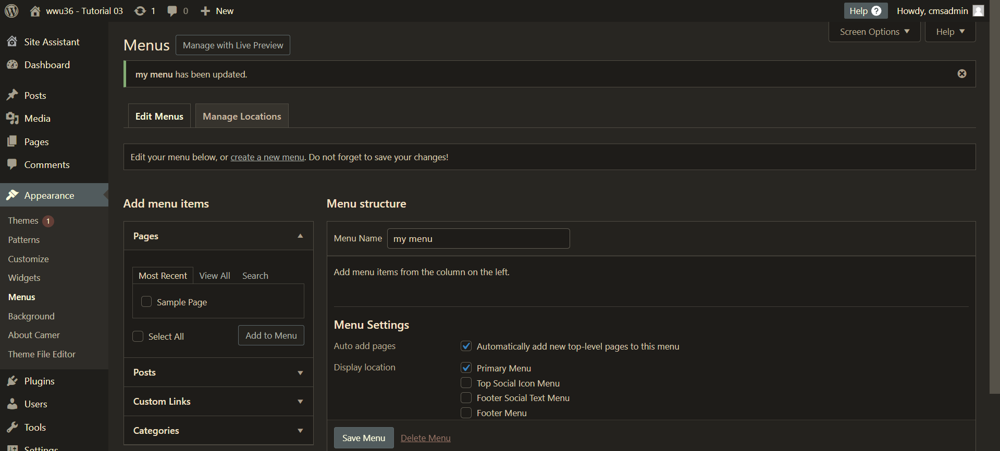 wwu36 - Tutorial 03 1 0 New Help ? Howdy, cmsadmin
Screen Options Help
Site Assistant
Dashboard
Posts
Media
Pages
Comments
Appearance
Themes 1
Patterns
Customize
Widgets
Menus
Background
About Camer
Theme File Editor
Plugins
Users
Tools
Settings
Menus Manage with Live Preview
my menu has been updated.
Edit Menus Manage Locations
Edit your menu below, or create a new menu. Do not forget to save your changes!
Add menu items
Pages
Most Recent View All Search
Sample Page
Select All Add to Menu
Posts
Custom Links
Categories
Menu structure
Menu Name my menu
Add menu items from the column on the left.
Menu Settings
Auto add pages Automatically add new top-level pages to this menu
Display location Primary Menu
Top Social Icon Menu
Footer Social Text Menu
Footer Menu
Save Menu Delete Menu